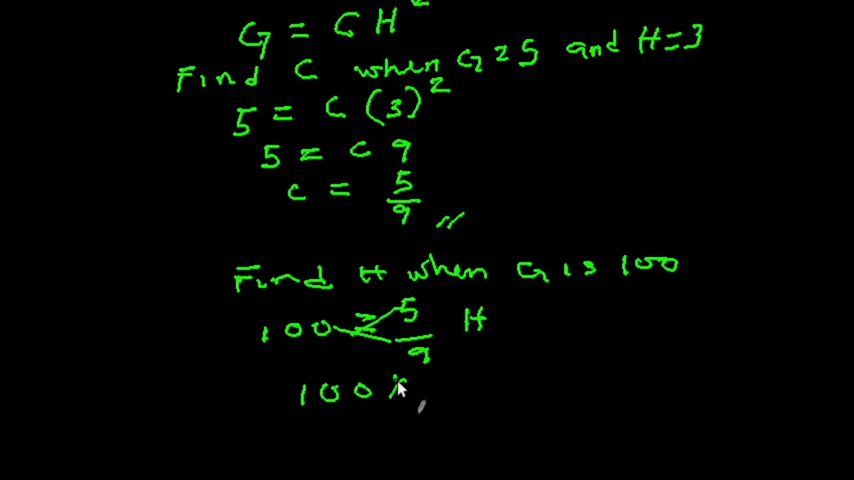 G = CH²
Find C when G = 5 and H = 3
5 = C (3)²
5 = c 9
c = 5/9 //
Find H when G is 100
100 = 5/9 H
100 ×